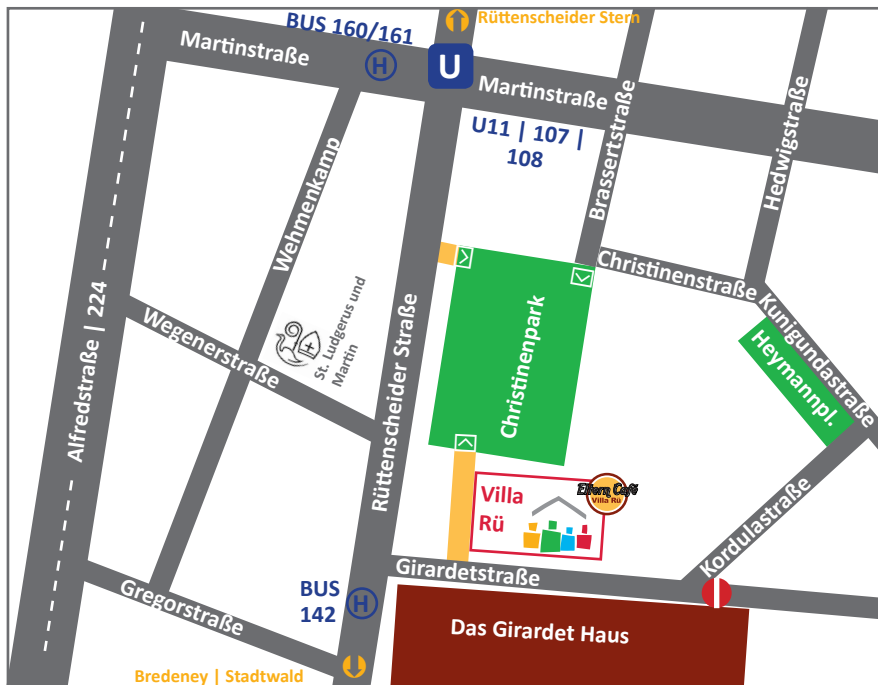 BUS 160/161
Rüttenscheider Stern
Martinstraße
H
U
Martinstraße
U11 | 107 |
108
Brassertstraße
Hedwigstraße
Wehmenkamp
Christinenstraße
Kunigundastraße
Heymannpl.
Alfredstraße | 224
Wegenerstraße
St. Ludgerus und
Martin
Rüttenscheider Straße
Christinenpark
Villa
Rü
Eltern Café
Villa Rü
Kordulastraße
Girardetstraße
Gregorstraße
BUS
142
H
Das Girardet Haus
Bredeney | Stadtwald